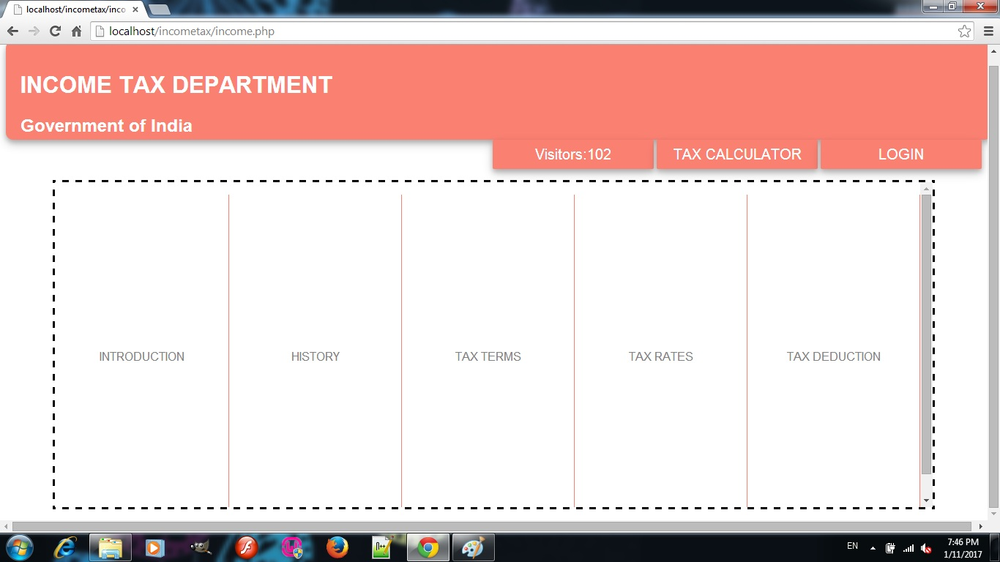 localhost/incometax/inco
localhost/incometax/income.php
INCOME TAX DEPARTMENT
Government of India
Visitors:102
TAX CALCULATOR
LOGIN
INTRODUCTION
HISTORY
TAX TERMS
TAX RATES
TAX DEDUCTION
EN
7:46 PM
1/11/2017